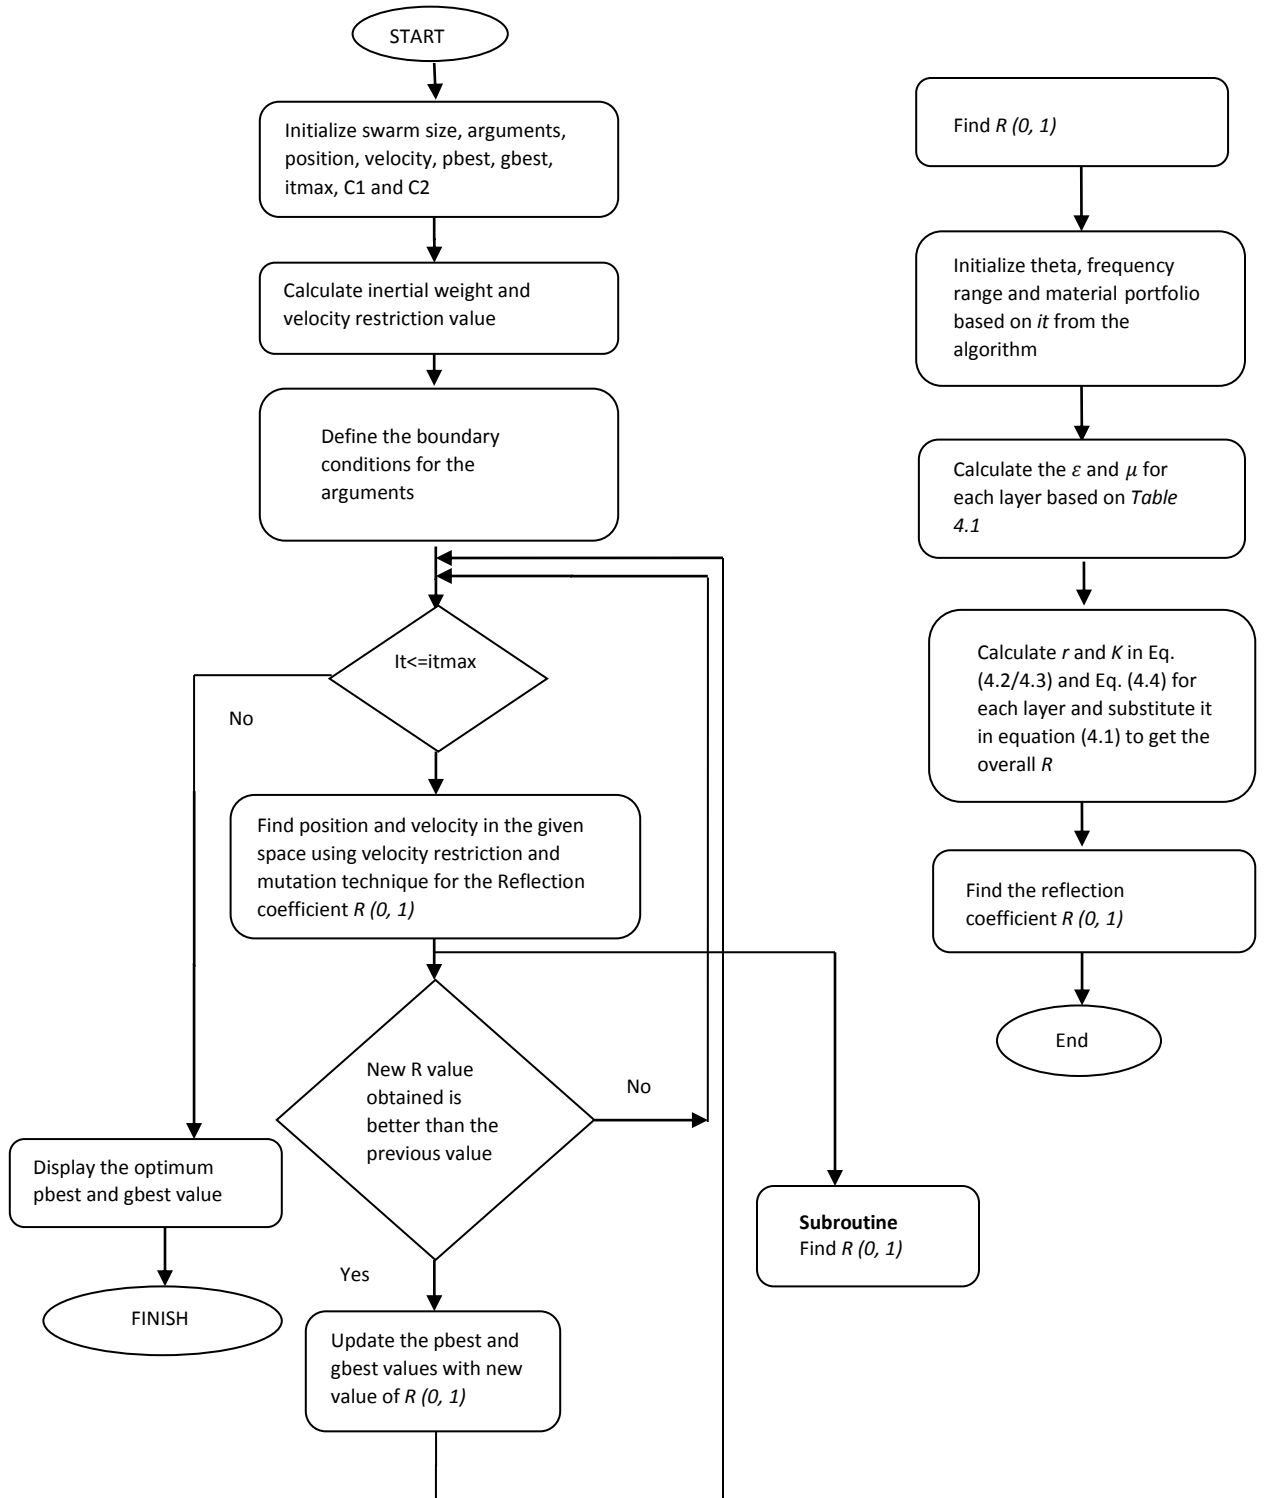 START
Initialize swarm size, arguments,
position, velocity, pbest, gbest,
itmax, C1 and C2
Calculate inertial weight and
velocity restriction value
Define the boundary
conditions for the
arguments
It<=itmax
No
Find position and velocity in the given
space using velocity restriction and
mutation technique for the Reflection
coefficient R (0, 1)
New R value
obtained is
better than the
previous value
No
Yes
Display the optimum
pbest and gbest value
FINISH
Update the pbest and
gbest values with new
value of R (0, 1)
Subroutine
Find R (0, 1)
Find R (0, 1)
Initialize theta, frequency
range and material portfolio
based on it from the
algorithm
Calculate the ε and μ for
each layer based on Table
4.1
Calculate r and K in Eq.
(4.2/4.3) and Eq. (4.4) for
each layer and substitute it
in equation (4.1) to get the
overall R
Find the reflection
coefficient R (0, 1)
End